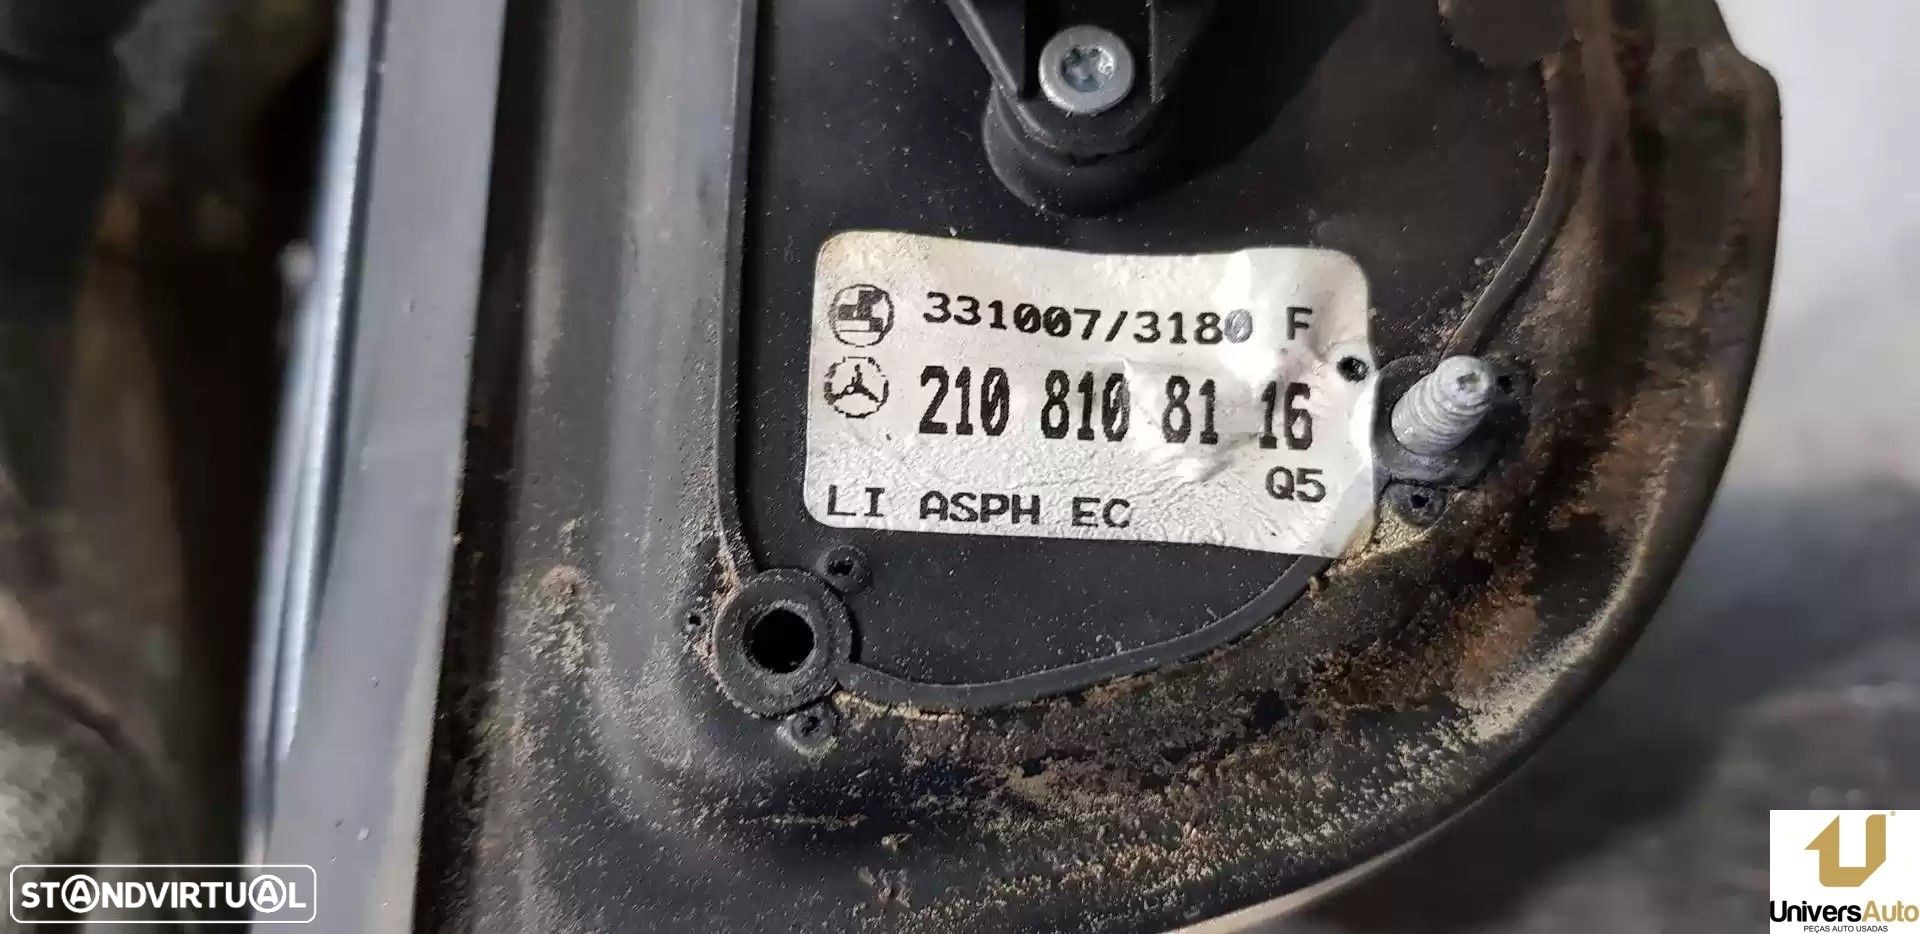 331007/3180 F
210 810 81 16
Q5
LI ASPH EC
STANDVIRTUAL
UniversAuto
PEÇAS AUTO USADAS